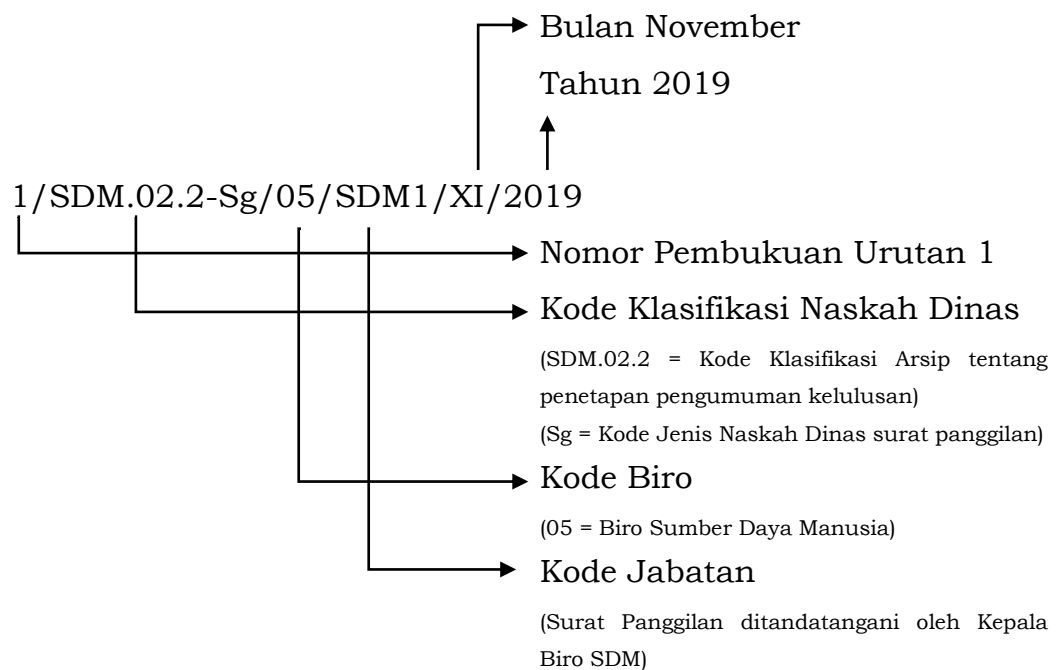 Bulan November
Tahun 2019
1/SDM.02.2-Sg/05/SDM1/XI/2019
Nomor Pembukuan Urutan 1
Kode Klasifikasi Naskah Dinas
(SDM.02.2 = Kode Klasifikasi Arsip tentang
penetapan pengumuman kelulusan)
(Sg = Kode Jenis Naskah Dinas surat panggilan)
Kode Biro
(05 = Biro Sumber Daya Manusia)
Kode Jabatan
(Surat Panggilan ditandatangani oleh Kepala
Biro SDM)